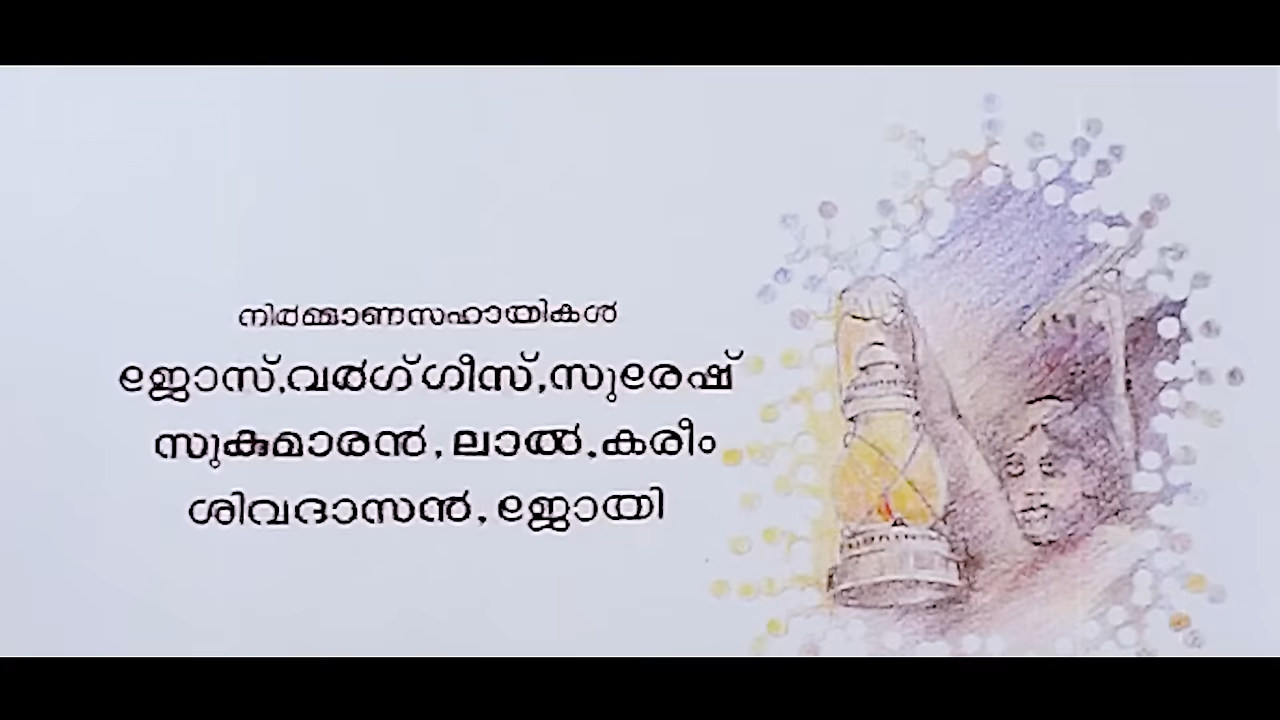 നിർമ്മാണസഹായികൾ
ജോസ്,വർഗ്ഗീസ്,സുരേഷ്
സുകുമാരൻ, ലാൽ,കരീം
ശിവദാസൻ, ജോയി